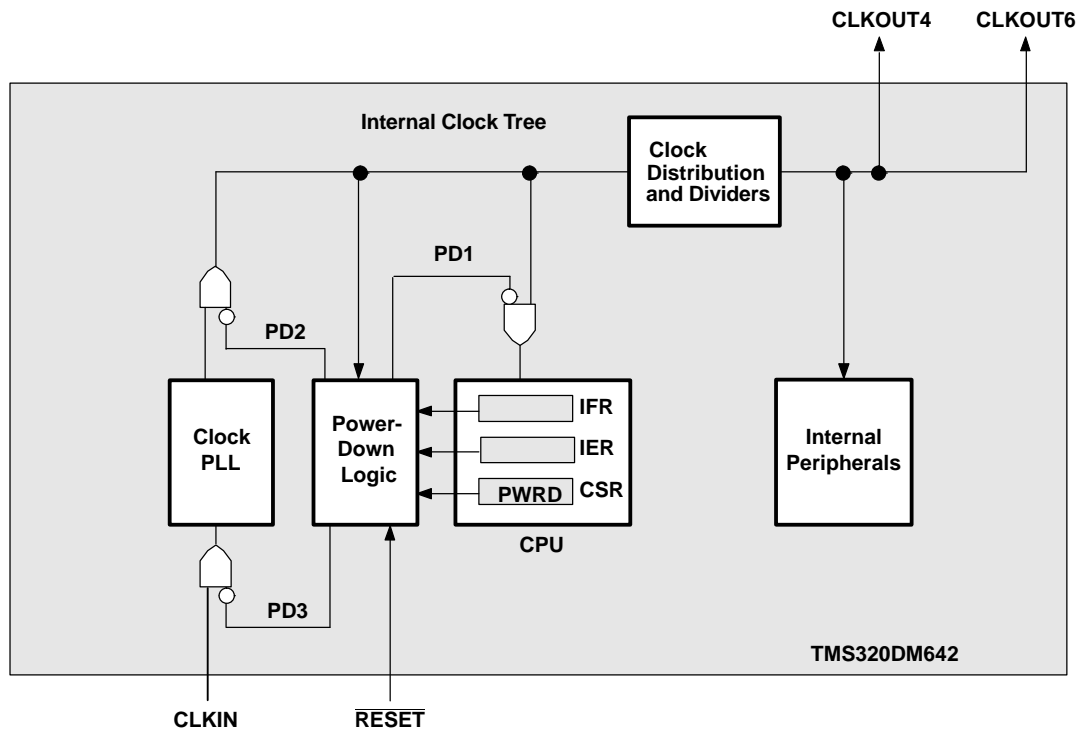 CLKOUT4
CLKOUT6
Internal Clock Tree
Clock
Distribution
and Dividers
PD1
PD2
Clock
PLL
Power-
Down
Logic
IFR
IER
PWRD
CSR
CPU
Internal
Peripherals
PD3
TMS320DM642
CLKIN
RESET